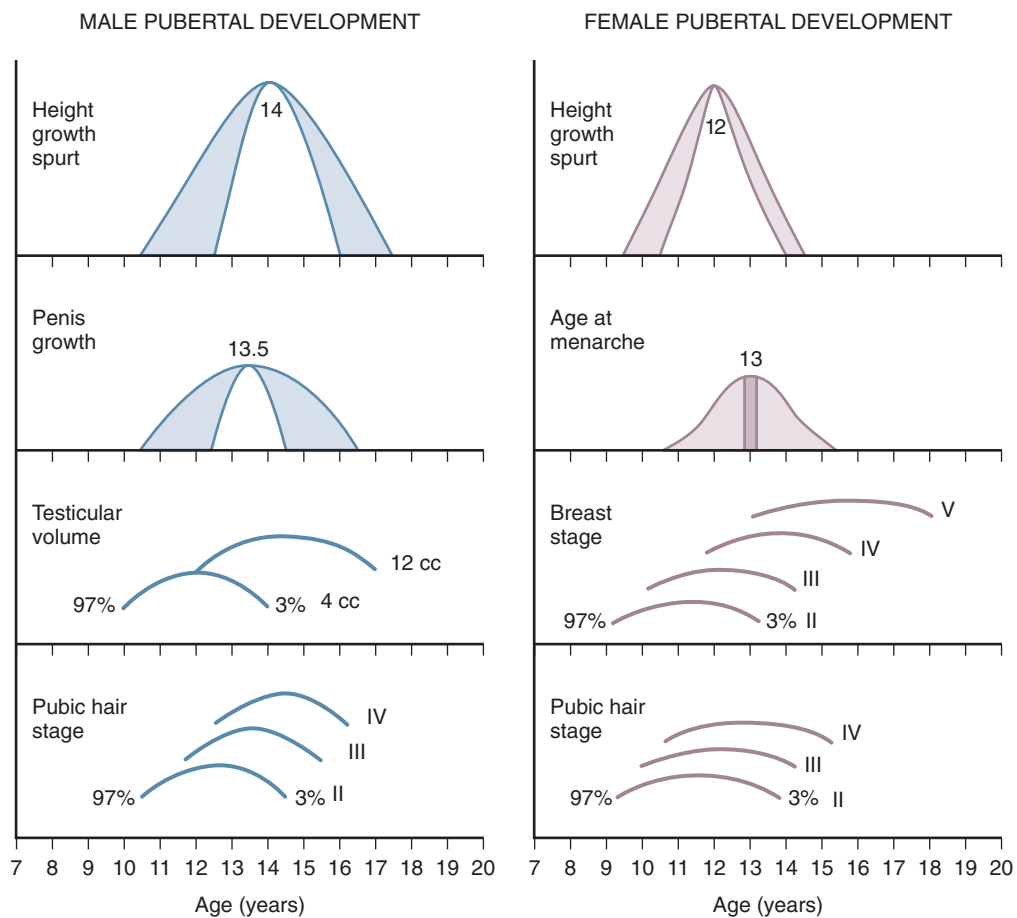 MALE PUBERTAL DEVELOPMENT
Height
growth
spurt
14
Penis
growth
13.5
Testicular
volume
12 cc
97%
3%
4 cc
Pubic hair
stage
IV
III
97%
3% II
7 8 9 10 11 12 13 14 15 16 17 18 19 20
Age (years)
FEMALE PUBERTAL DEVELOPMENT
Height
growth
spurt
12
Age at
menarche
13
Breast
stage
V
IV
III
97%
3% II
Pubic hair
stage
IV
III
97%
3% II
7 8 9 10 11 12 13 14 15 16 17 18 19 20
Age (years)